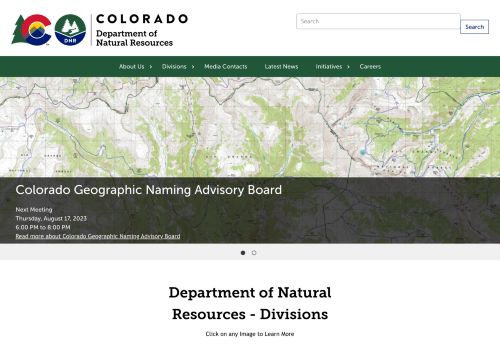 COLORADO
Department of
Natural Resources
DNR
Search
Search
About Us
Divisions
Media Contacts
Latest News
Initiatives
Careers
Colorado Geographic Naming Advisory Board
Next Meeting
Thursday, August 17, 2023
6:00 PM to 8:00 PM
Read more about Colorado Geographic Naming Advisory Board
Department of Natural
Resources - Divisions
Click on any Image to Learn More